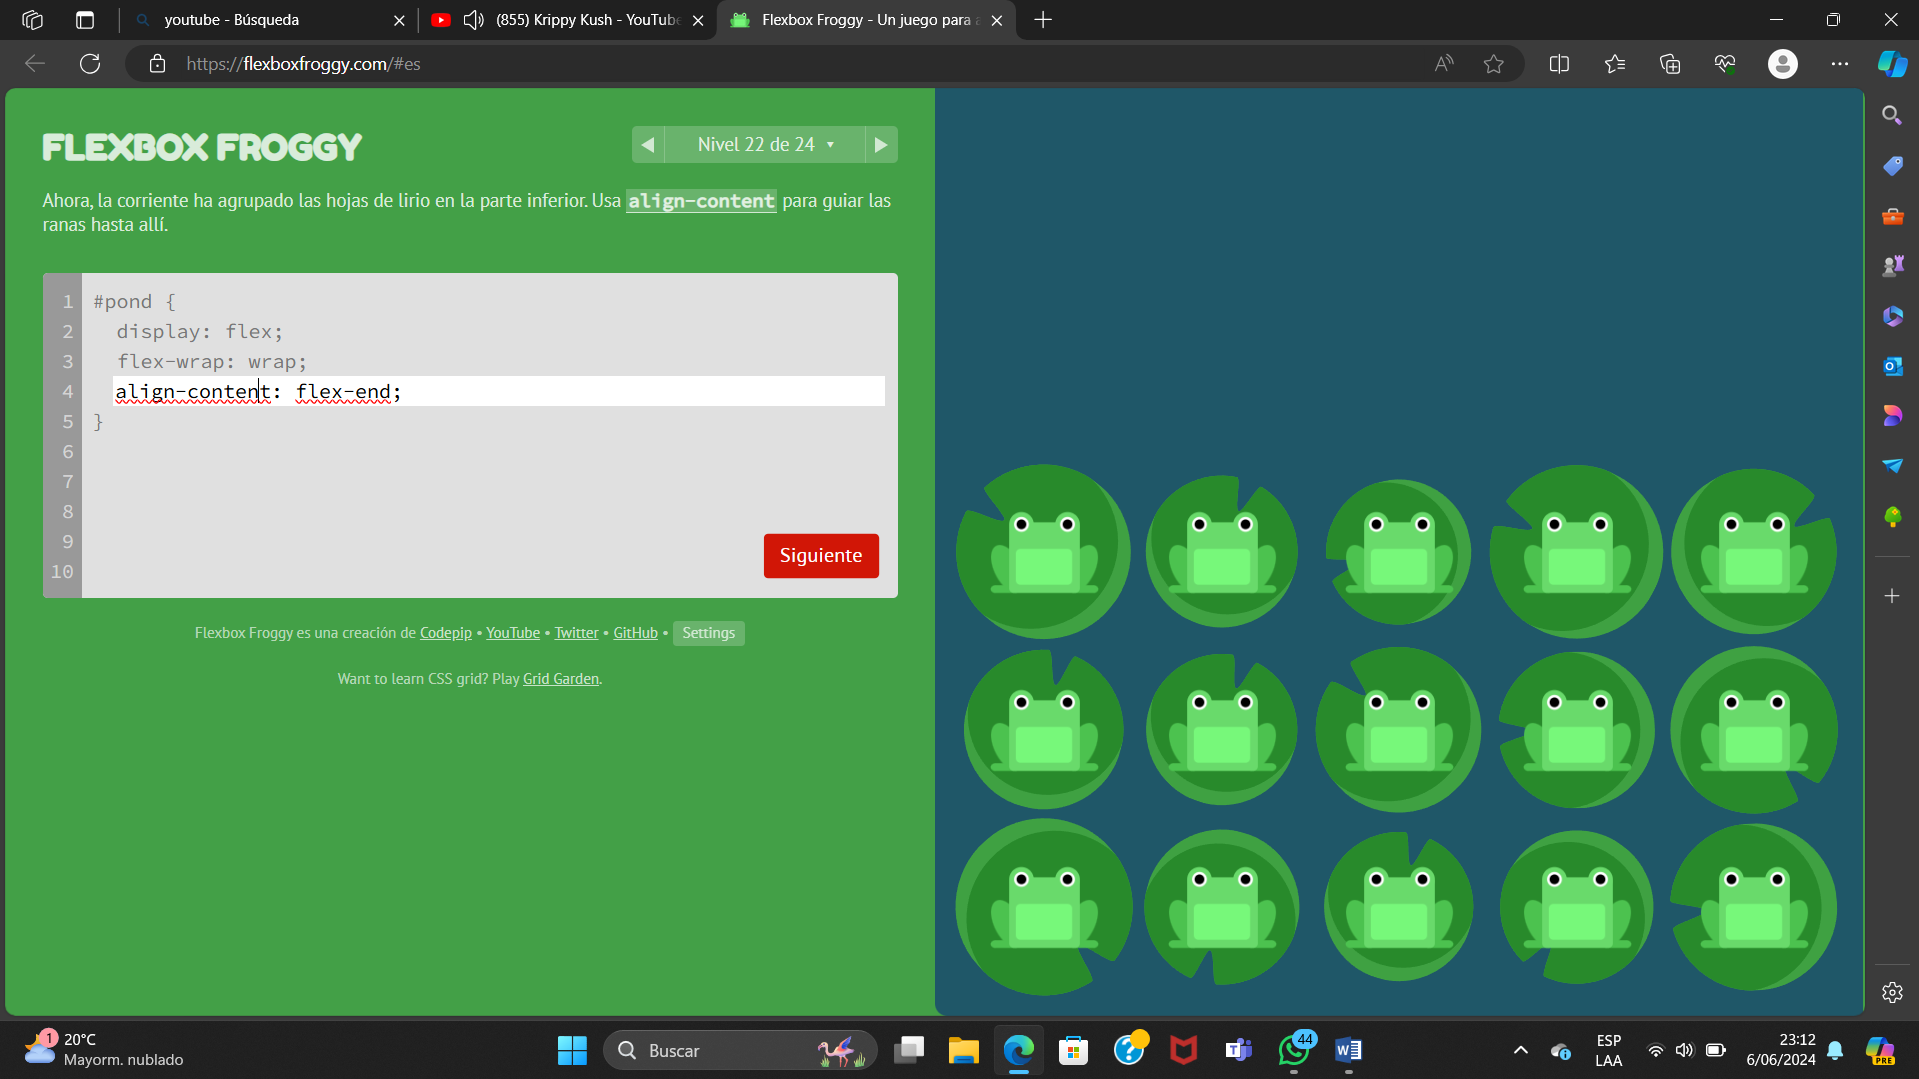 youtube - Búsqueda
(855) Krippy Kush - YouTube
Flexbox Froggy - Un juego para a
https://flexboxfroggy.com/#es
FLEXBOX FROGGY
Nivel 22 de 24
Ahora, la corriente ha agrupado las hojas de lirio en la parte inferior. Usa align-content para guiar las
ranas hasta allí.
1 #pond {
2 display: flex;
3 flex-wrap: wrap;
4 align-content: flex-end;
5 }
6
7
8
9
10
Siguiente
Flexbox Froggy es una creación de Codepip • YouTube • Twitter • GitHub • Settings
Want to learn CSS grid? Play Grid Garden.
1
20°C
Mayorm. nublado
Buscar
44
ESP
LAA
23:12
6/06/2024
PRE